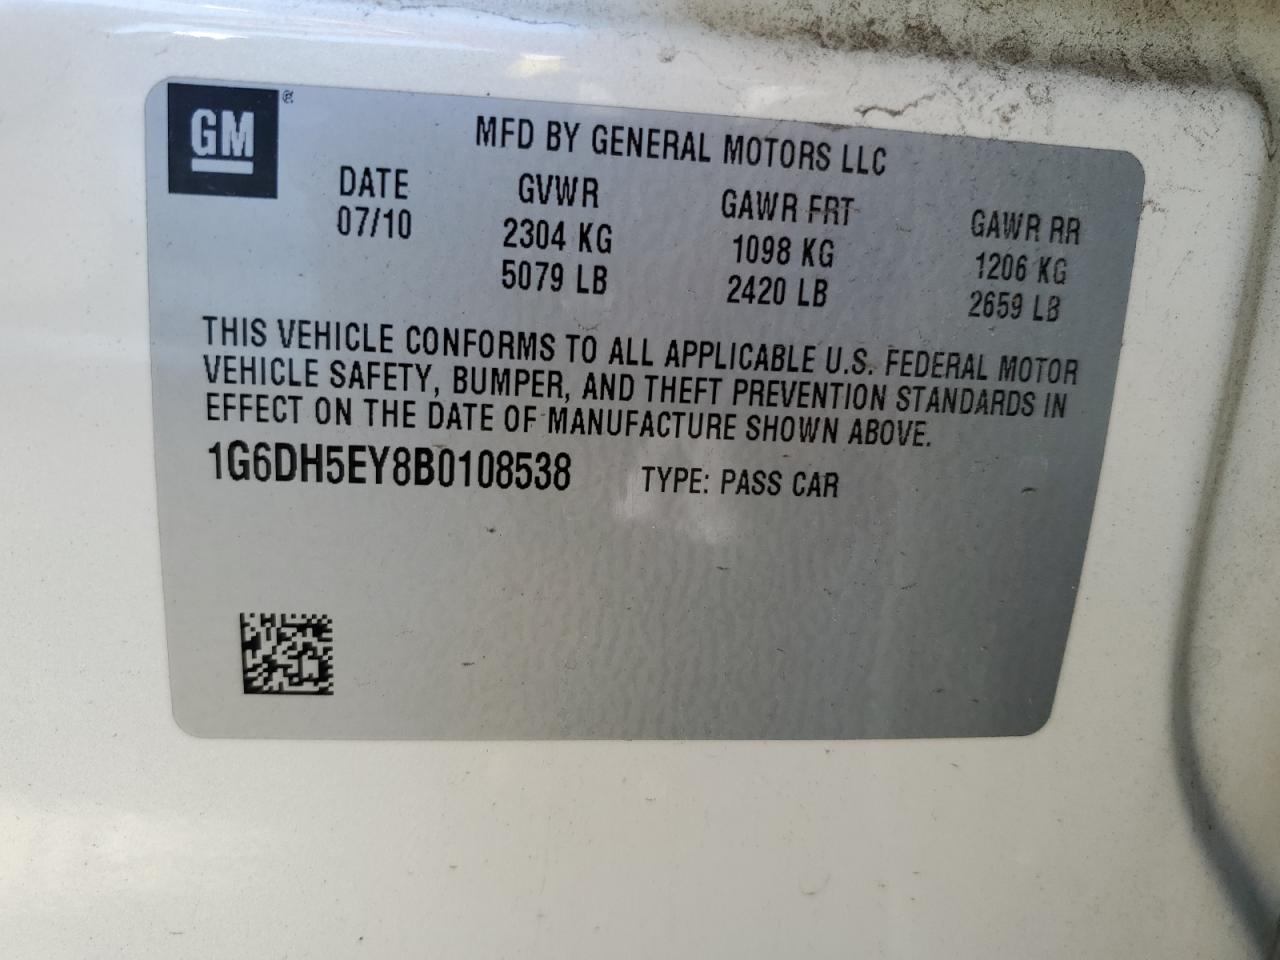 GM
MFD BY GENERAL MOTORS LLC
DATE GVWR GAWR FRT GAWR RR
07/10 2304 KG 1098 KG 1206 KG
5079 LB 2420 LB 2659 LB
THIS VEHICLE CONFORMS TO ALL APPLICABLE U.S. FEDERAL MOTOR
VEHICLE SAFETY, BUMPER, AND THEFT PREVENTION STANDARDS IN
EFFECT ON THE DATE OF MANUFACTURE SHOWN ABOVE.
1G6DH5EY8B0108538 TYPE: PASS CAR